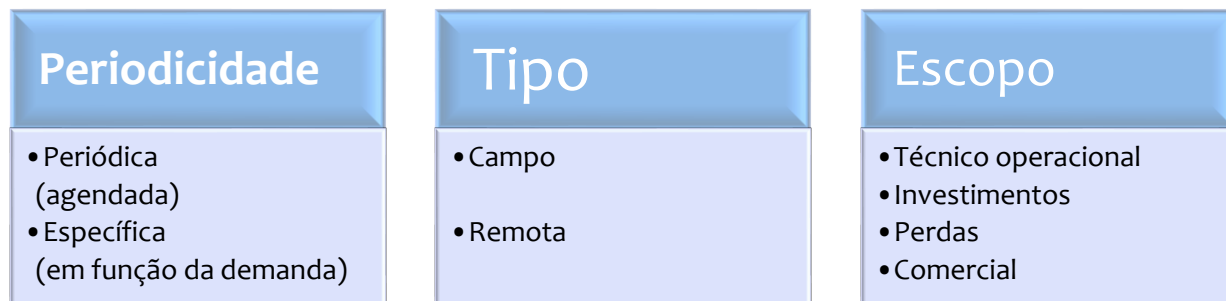 Periodicidade
•Periódica
(agendada)
•Específica
(em função da demanda)
Tipo
•Campo
•Remota
Escopo
•Técnico operacional
•Investimentos
•Perdas
•Comercial